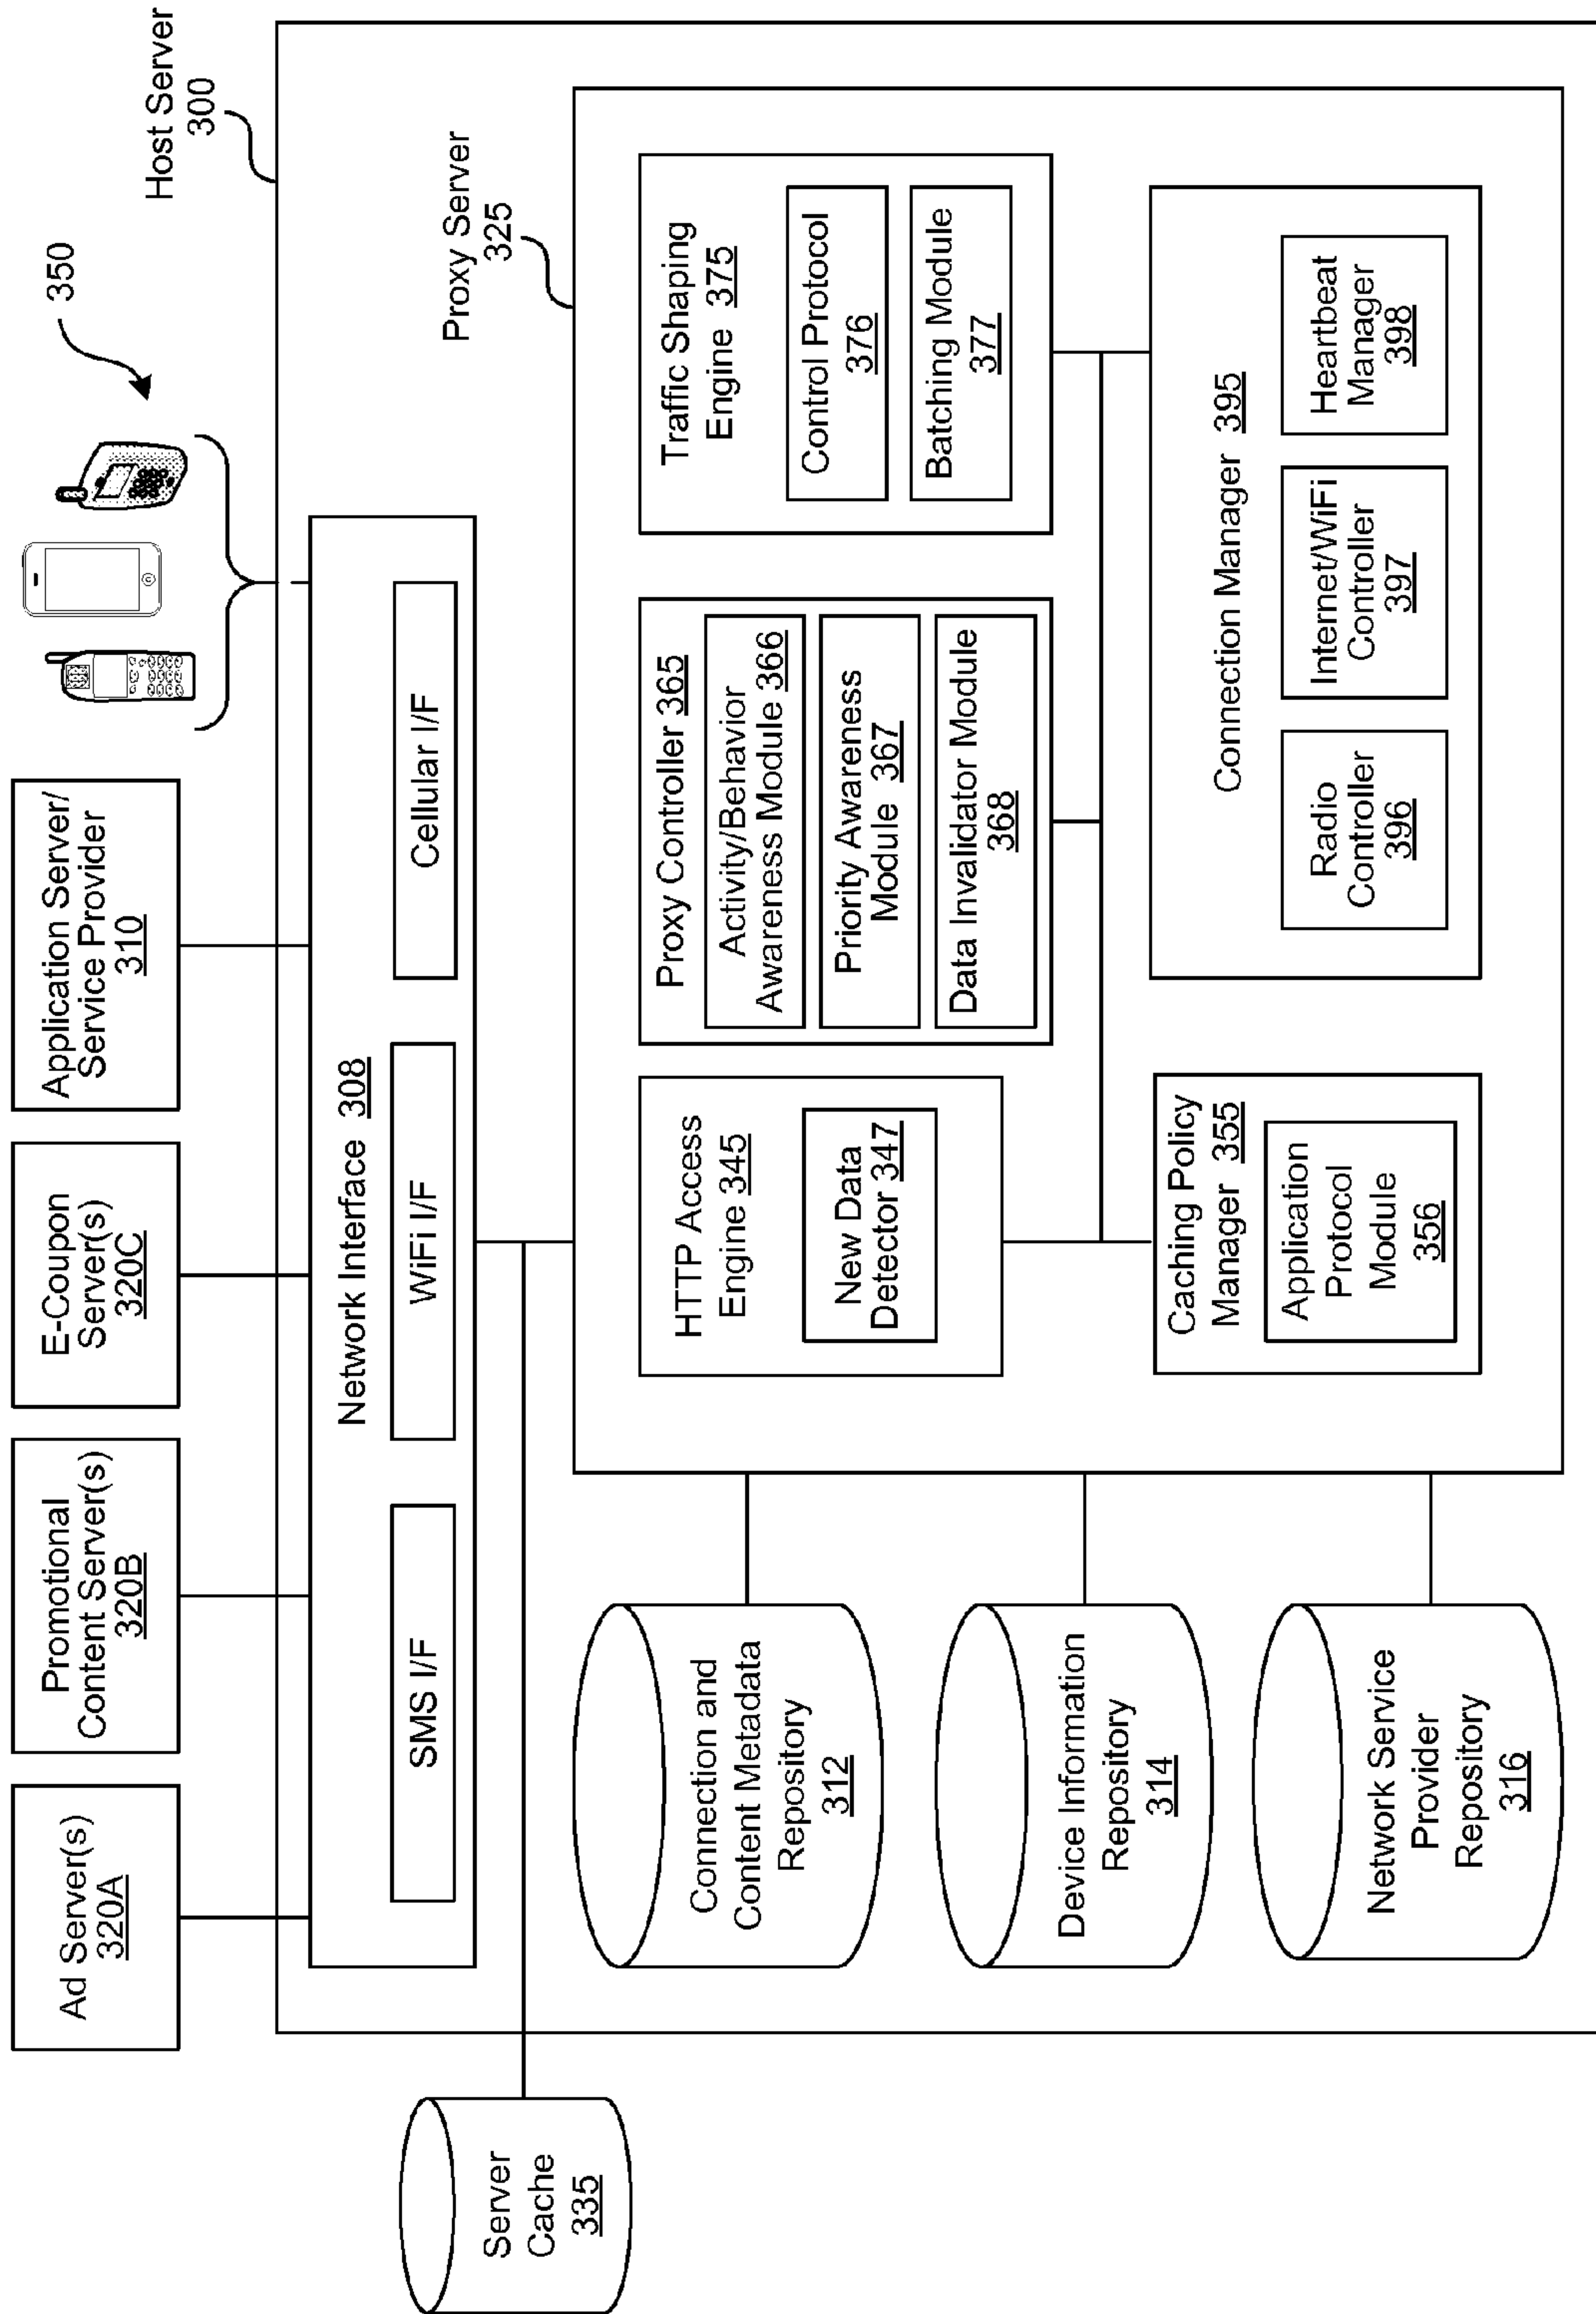 Ad Server(s)
320A
Promotional
Content Server(s)
320B
E-Coupon
Server(s)
320C
Application Server/
Service Provider
310
350
Host Server
300
Network Interface 308
SMS I/F
WiFi I/F
Cellular I/F
Server
Cache
335
Proxy Server
325
Connection and
Content Metadata
Repository
312
Device Information
Repository
314
Network Service
Provider
Repository
316
HTTP Access
Engine 345
New Data
Detector 347
Proxy Controller 365
Activity/Behavior
Awareness Module 366
Priority Awareness
Module 367
Data Invalidator Module
368
Traffic Shaping
Engine 375
Control Protocol
376
Batching Module
377
Caching Policy
Manager 355
Application
Protocol
Module
356
Connection Manager 395
Radio
Controller
396
Internet/WiFi
Controller
397
Heartbeat
Manager
398